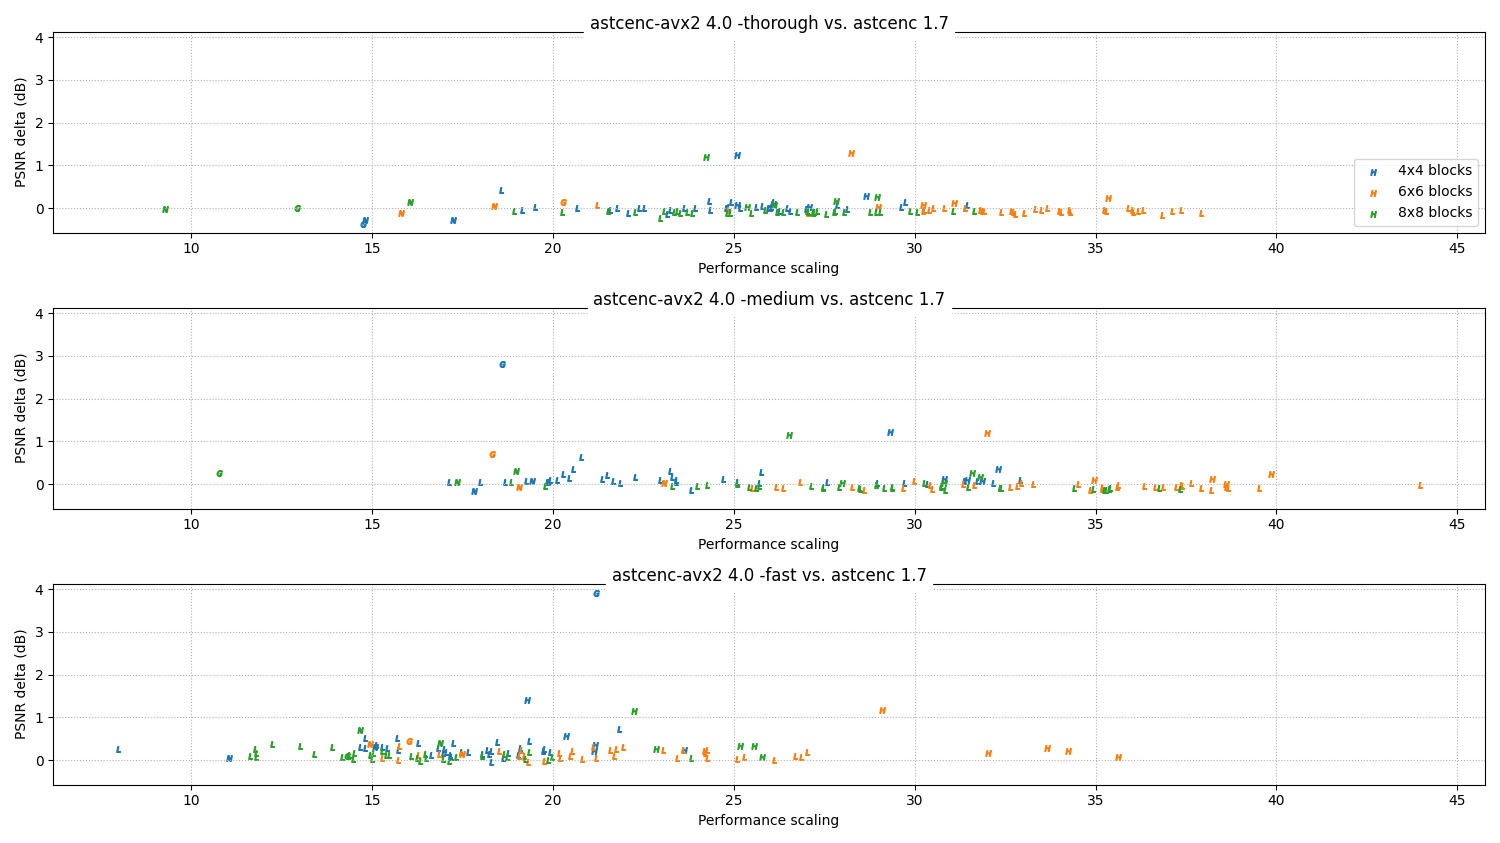 astcenc-avx2 4.0 -thorough vs. astcenc 1.7
4
3
2
1
0
PSNR delta (dB)
H 4x4 blocks
H 6x6 blocks
H 8x8 blocks
10 15 20 25 30 35 40 45
Performance scaling
astcenc-avx2 4.0 -medium vs. astcenc 1.7
4
3
2
1
0
PSNR delta (dB)
10 15 20 25 30 35 40 45
Performance scaling
astcenc-avx2 4.0 -fast vs. astcenc 1.7
4
3
2
1
0
PSNR delta (dB)
10 15 20 25 30 35 40 45
Performance scaling